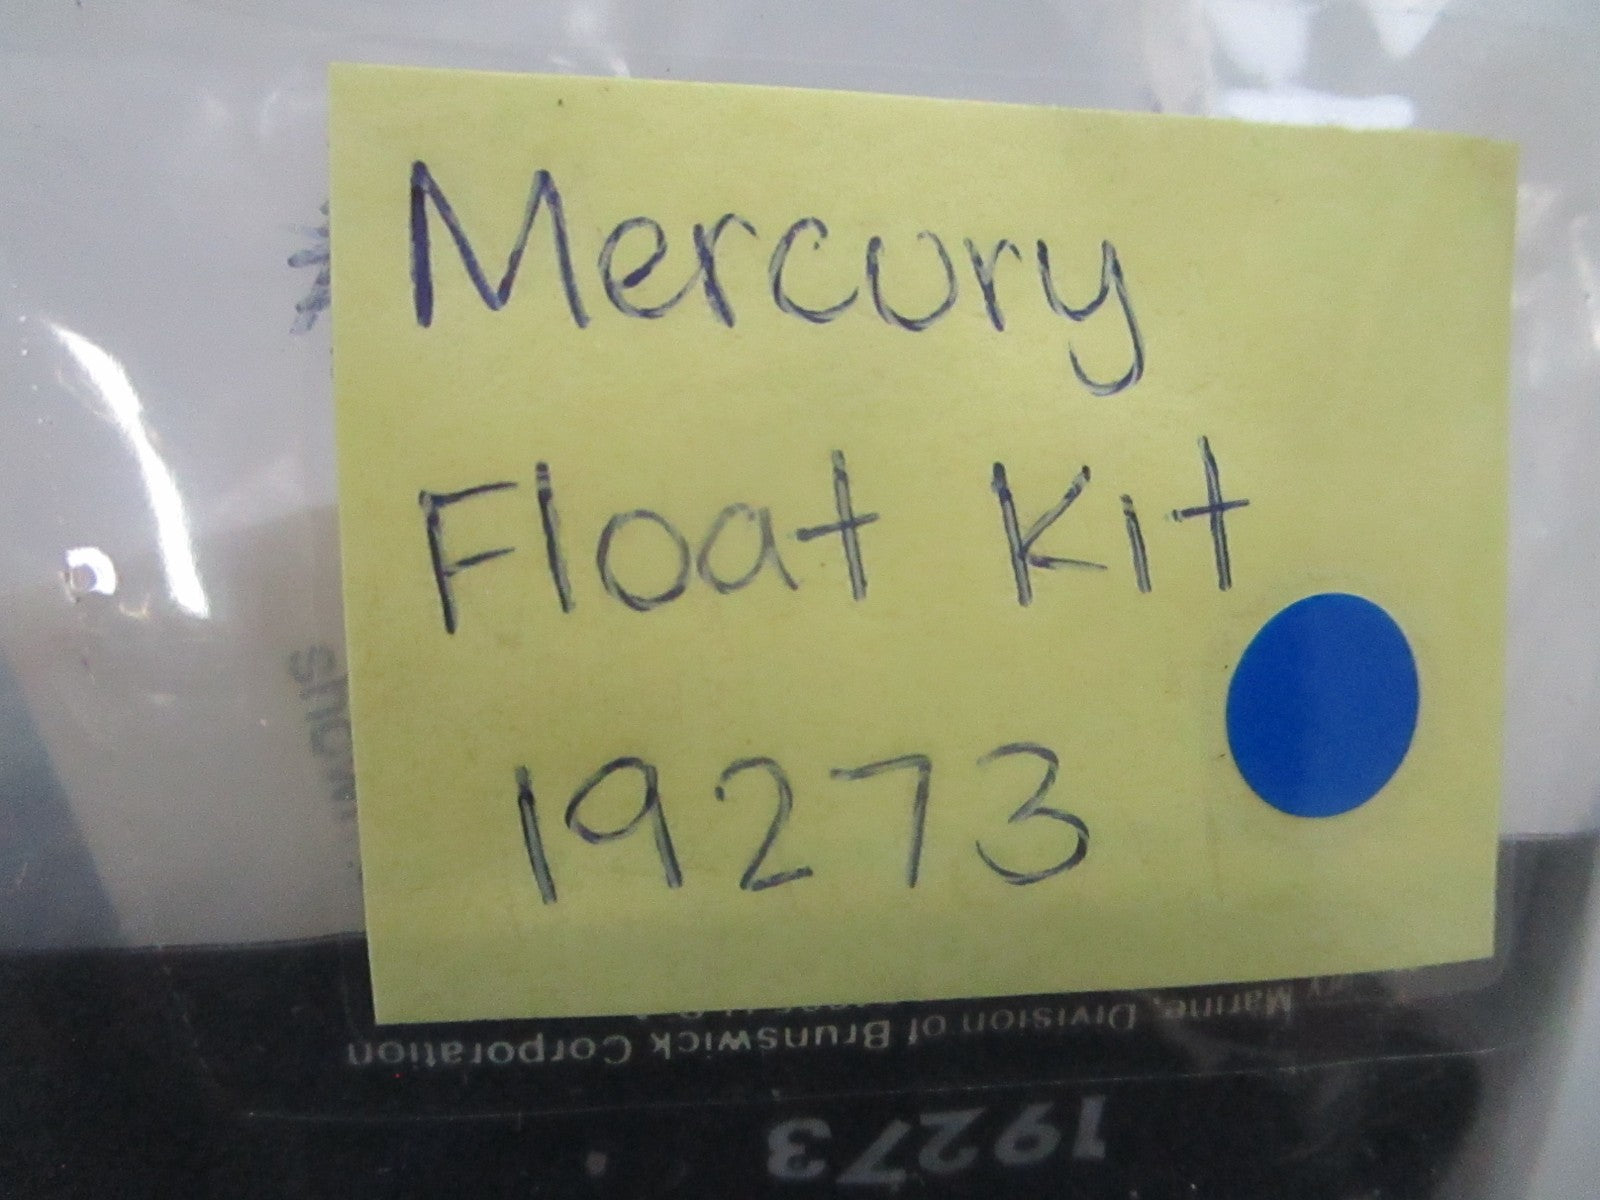 Mercury
Float Kit
19273
Marine, Division of Brunswick Corporation
19273